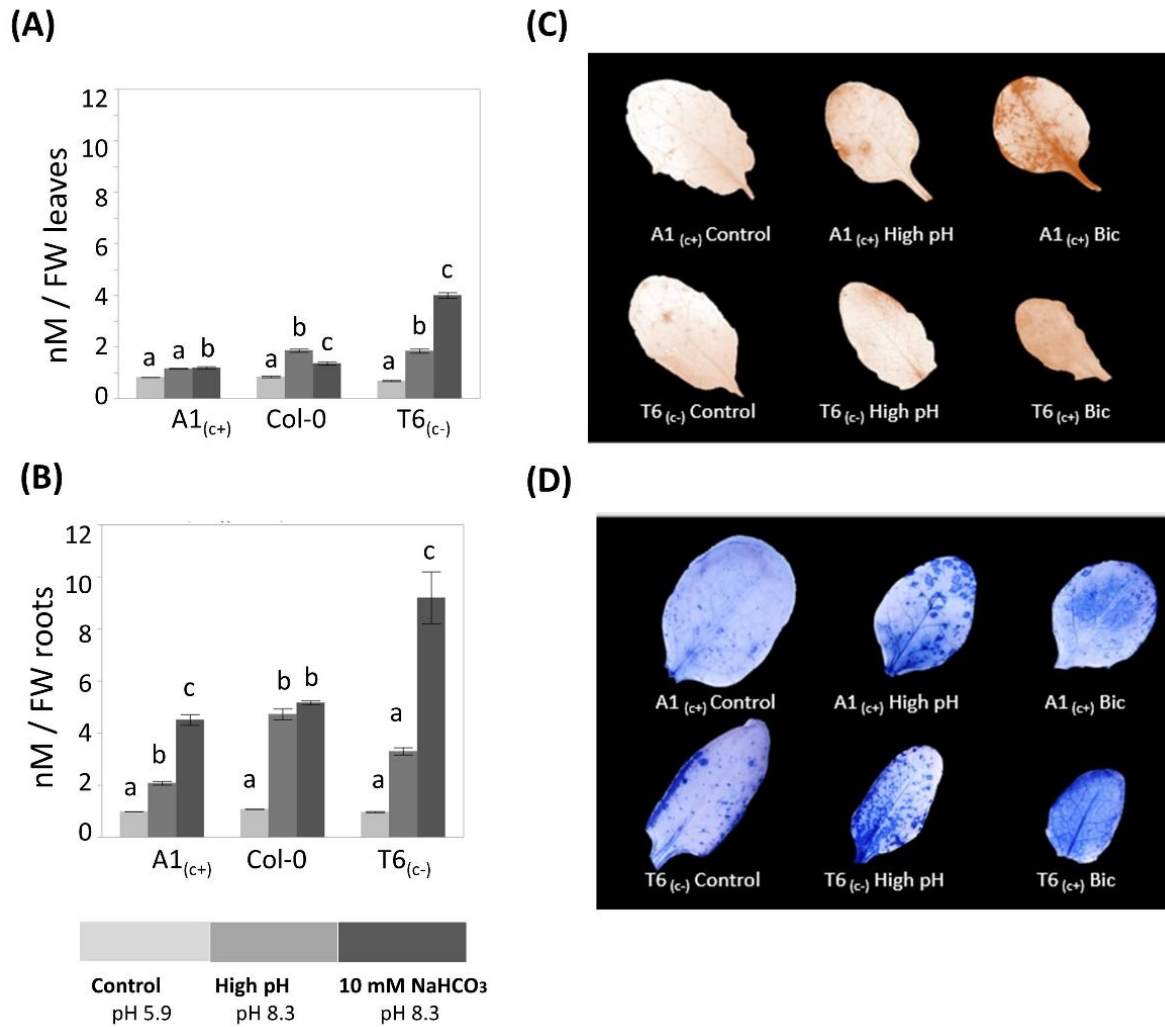 (A)
nM / FW leaves
12
10
8
6
4
2
0
a a b
a b c
a b c
A1(c+) Col-0 T6(c-)
(B)
nM / FW roots
12
10
8
6
4
2
0
a b c
a b b
a a c
A1(c+) Col-0 T6(c-)
Control High pH 10 mM NaHCO3
pH 5.9 pH 8.3 pH 8.3
(C)
A1 (c+) Control A1 (c+) High pH A1 (c+) Bic
T6 (c-) Control T6 (c-) High pH T6 (c+) Bic
(D)
A1 (c+) Control A1 (c+) High pH A1 (c+) Bic
T6 (c-) Control T6 (c-) High pH T6 (c+) Bic